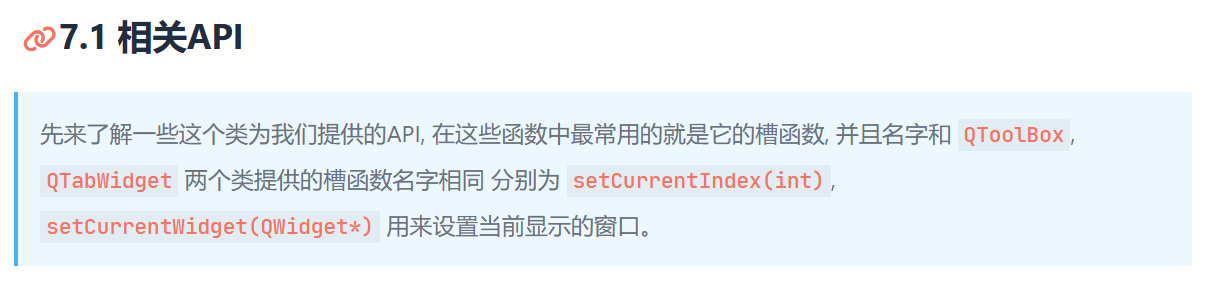 7.1 相关API
先来了解一些这个类为我们提供的API, 在这些函数中最常用的就是它的槽函数, 并且名字和 QToolBox,
QTabWidget 两个类提供的槽函数名字相同 分别为 setCurrentIndex(int),
setCurrentWidget(QWidget*) 用来设置当前显示的窗口。